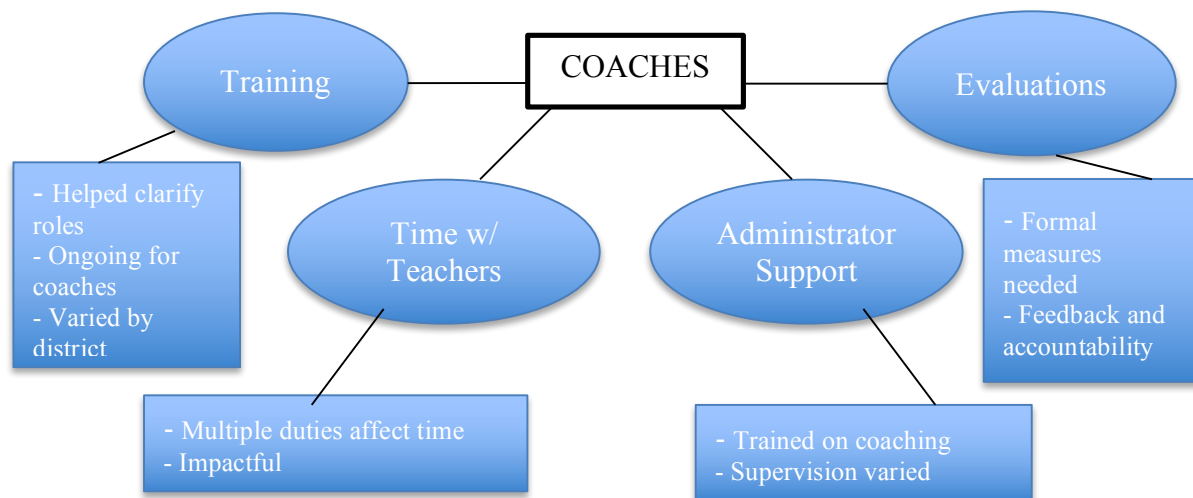 COACHES
Training
Evaluations
- Helped clarify
roles
- Ongoing for
coaches
- Varied by
district
Time w/
Teachers
Administrator
Support
- Formal
measures
needed
- Feedback and
accountability
- Multiple duties affect time
- Impactful
- Trained on coaching
- Supervision varied